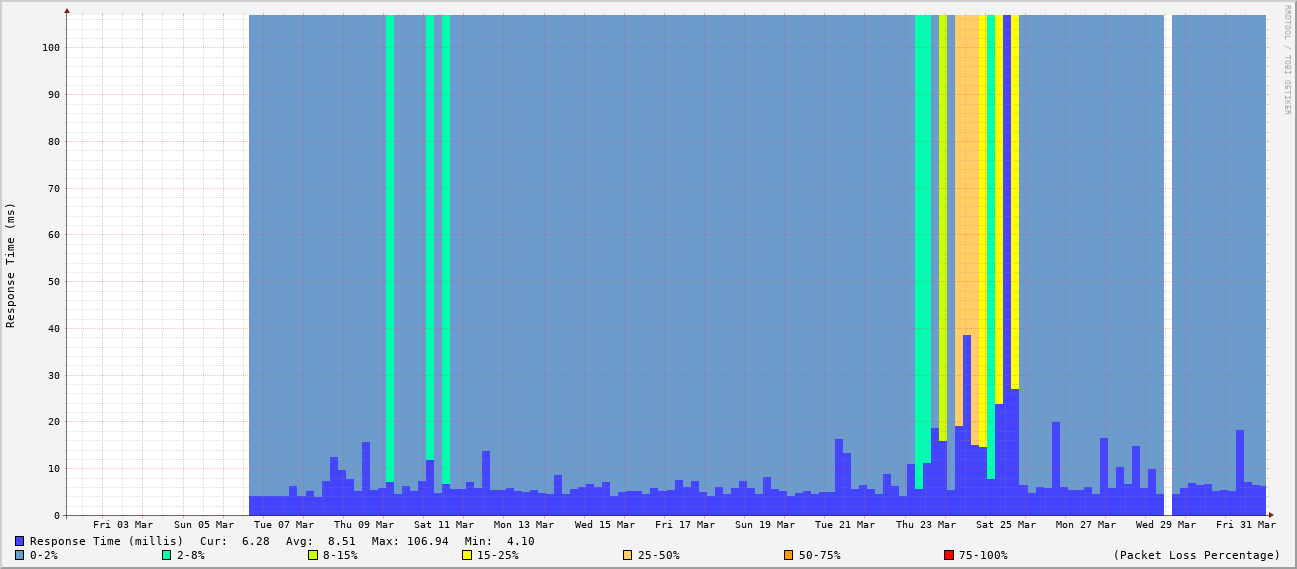 RRDTOOL / TOBI OETIKER
Response Time (ms)
100
90
80
70
60
50
40
30
20
10
0
Fri 03 Mar Sun 05 Mar Tue 07 Mar Thu 09 Mar Sat 11 Mar Mon 13 Mar Wed 15 Mar Fri 17 Mar Sun 19 Mar Tue 21 Mar Thu 23 Mar Sat 25 Mar Mon 27 Mar Wed 29 Mar Fri 31 Mar
Response Time (millis) Cur: 6.28 Avg: 8.51 Max: 106.94 Min: 4.10
0-2% 2-8% 8-15% 15-25% 25-50% 50-75% 75-100% (Packet Loss Percentage)